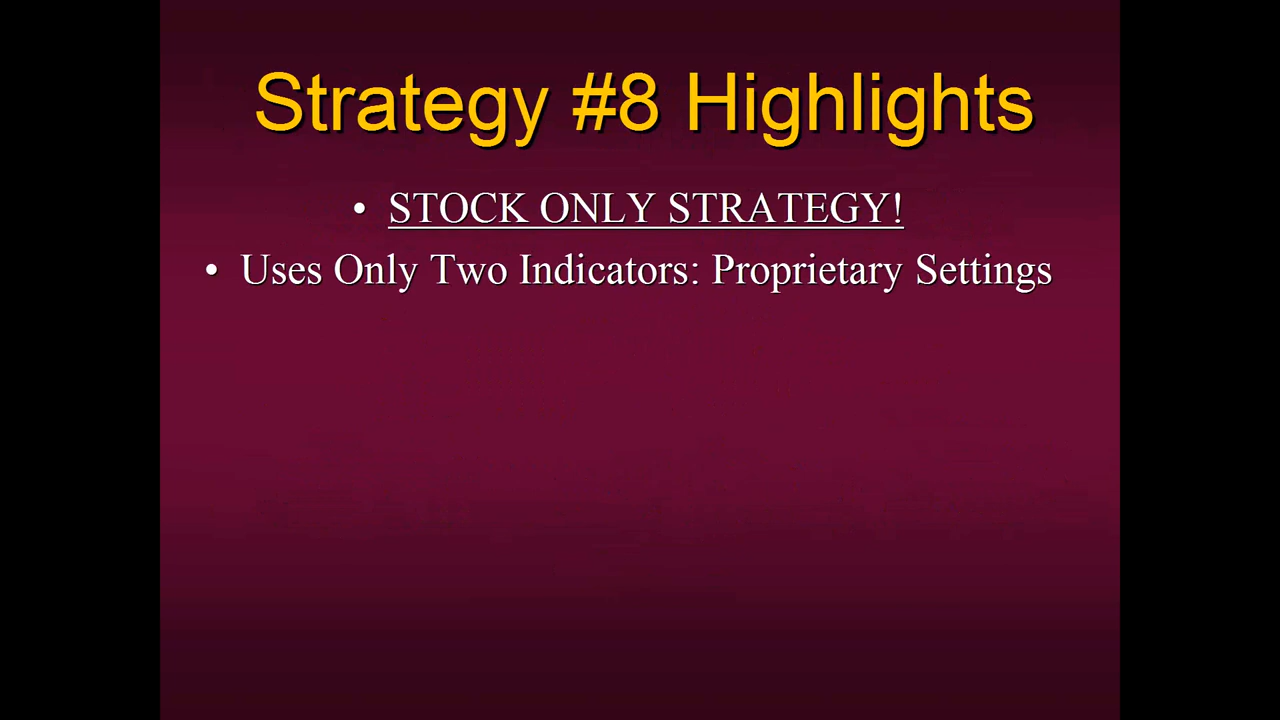 Strategy #8 Highlights
• STOCK ONLY STRATEGY!
• Uses Only Two Indicators: Proprietary Settings